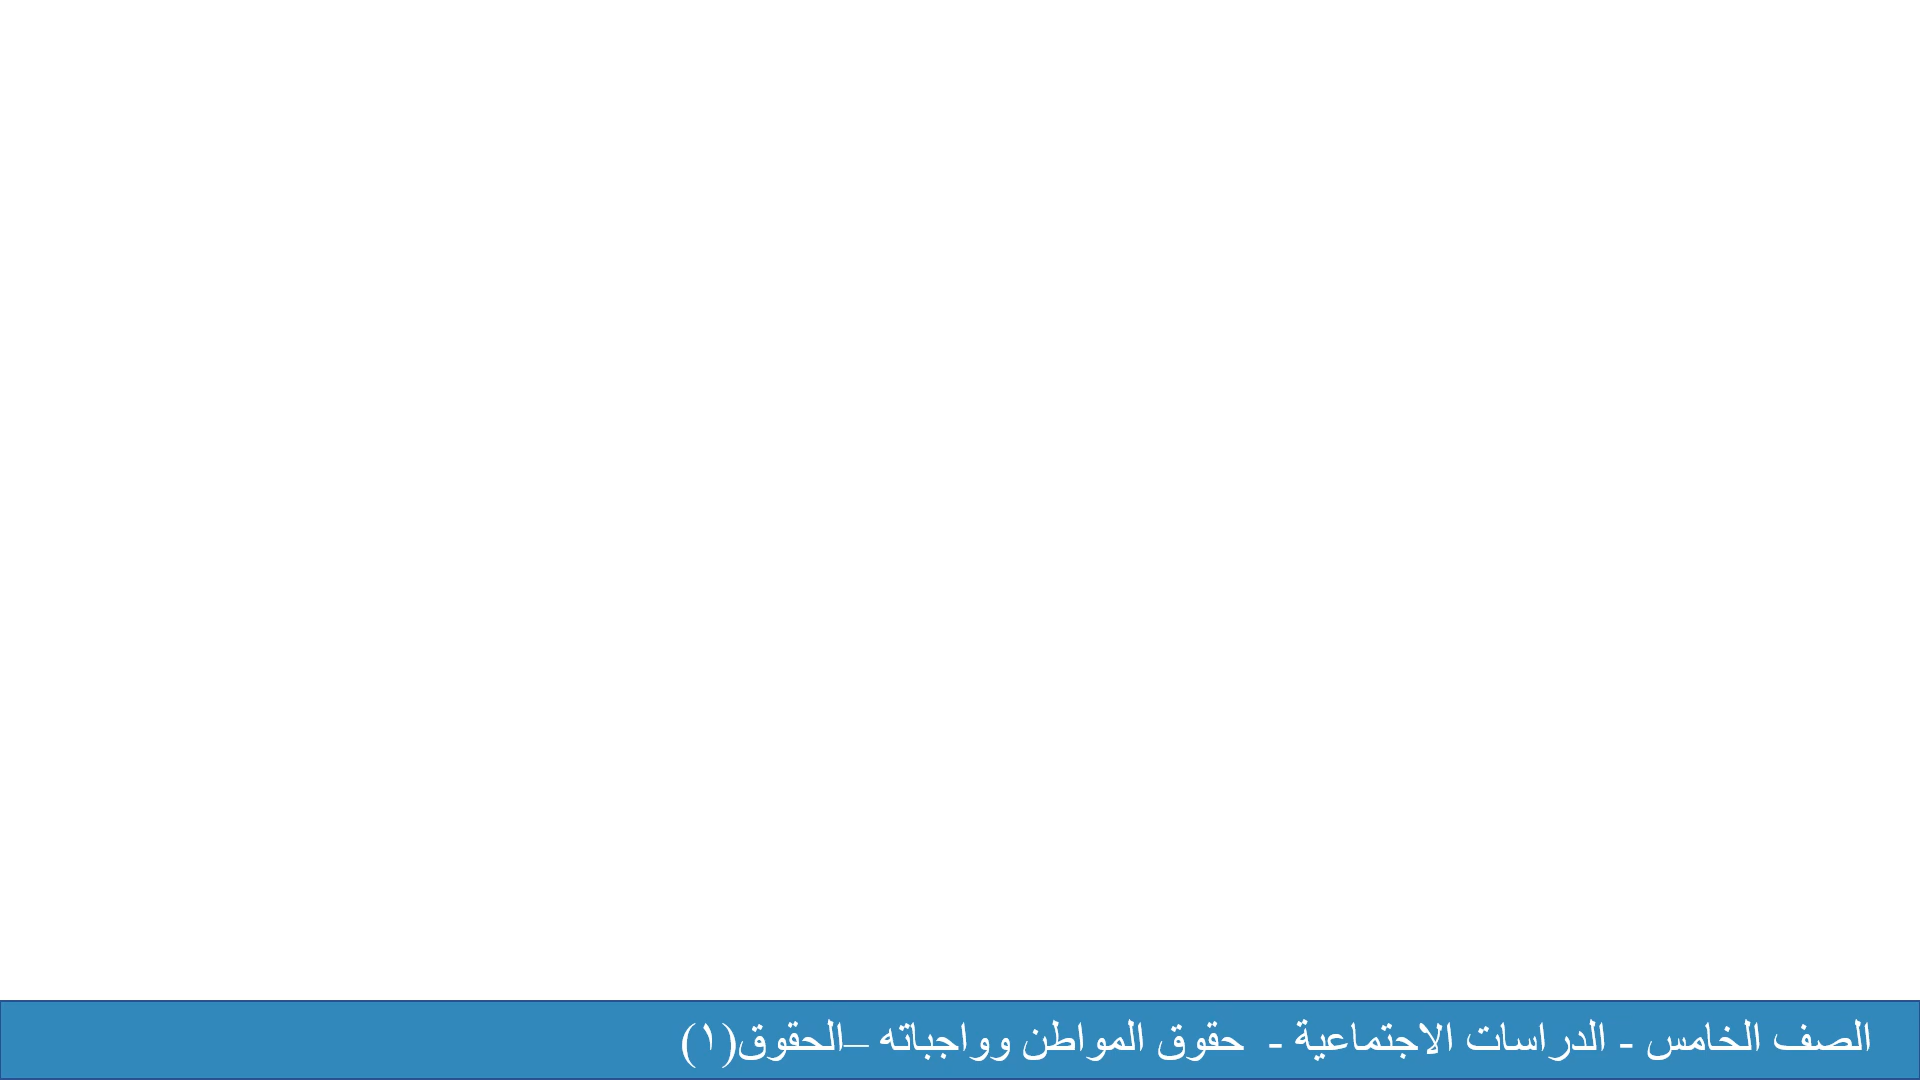 الصف الخامس - الدراسات الاجتماعية - حقوق المواطن وواجباته –الحقوق(١)